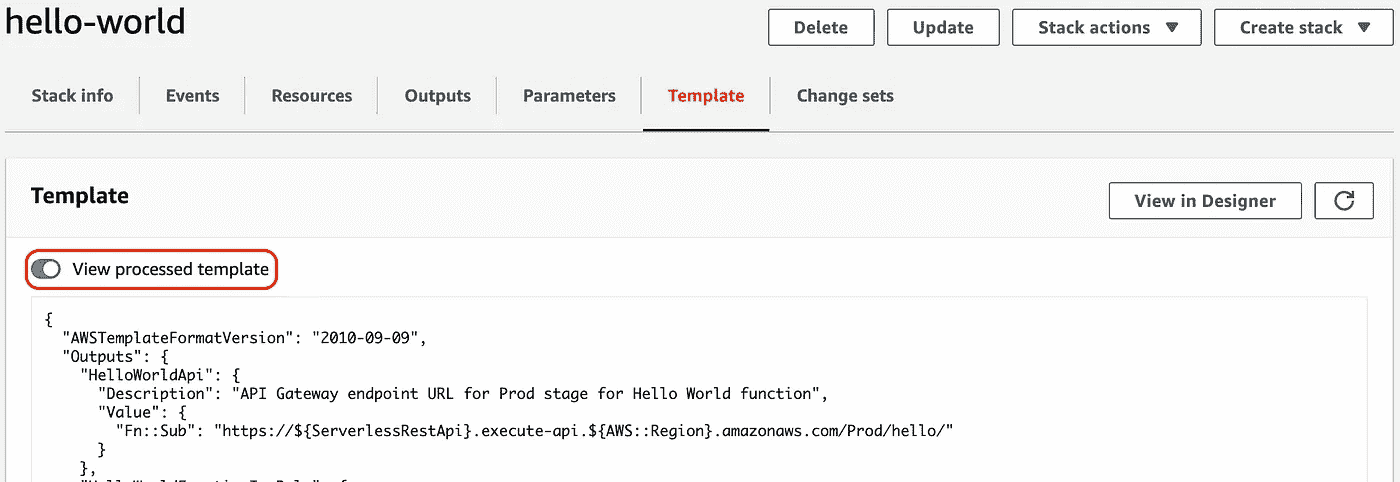 hello-world
Delete Update Stack actions Create stack
Stack info Events Resources Outputs Parameters Template Change sets
Template
View in Designer
View processed template
{
"AWSTemplateFormatVersion": "2010-09-09",
"Outputs": {
"HelloWorldApi": {
"Description": "API Gateway endpoint URL for Prod stage for Hello World function",
"Value": {
"Fn::Sub": "https://${ServerlessRestApi}.execute-api.${AWS::Region}.amazonaws.com/Prod/hello/"
}
},